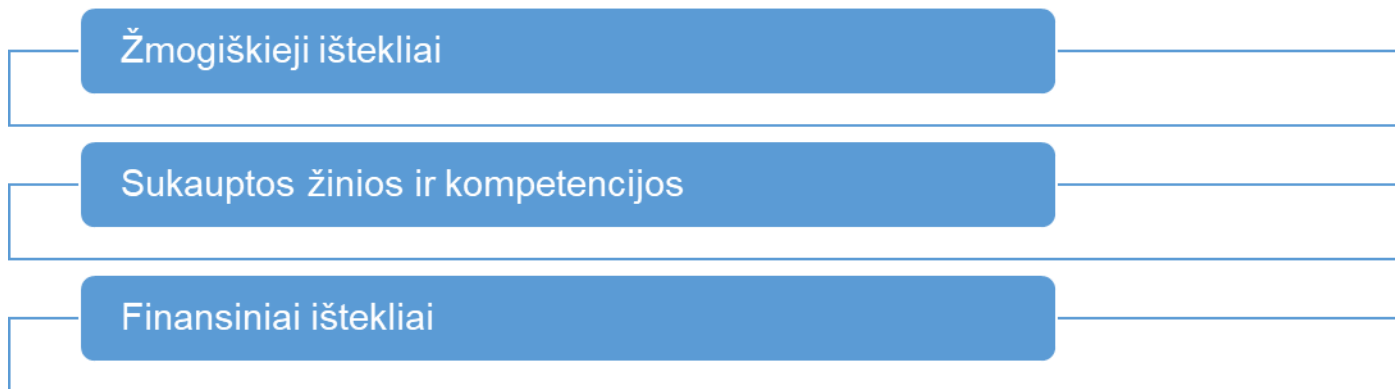 Žmogiškieji ištekliai
Sukauptos žinios ir kompetencijos
Finansiniai ištekliai